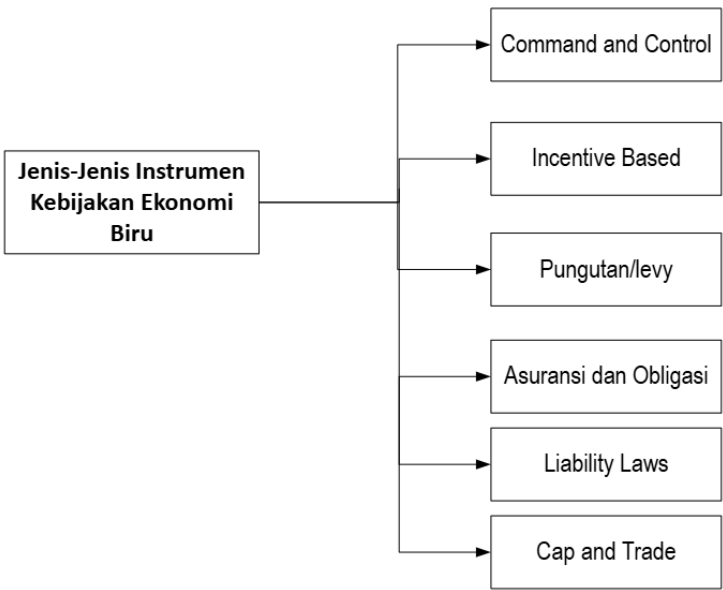 Jenis-Jenis Instrumen
Kebijakan Ekonomi
Biru
Command and Control
Incentive Based
Pungutan/levy
Asuransi dan Obligasi
Liability Laws
Cap and Trade